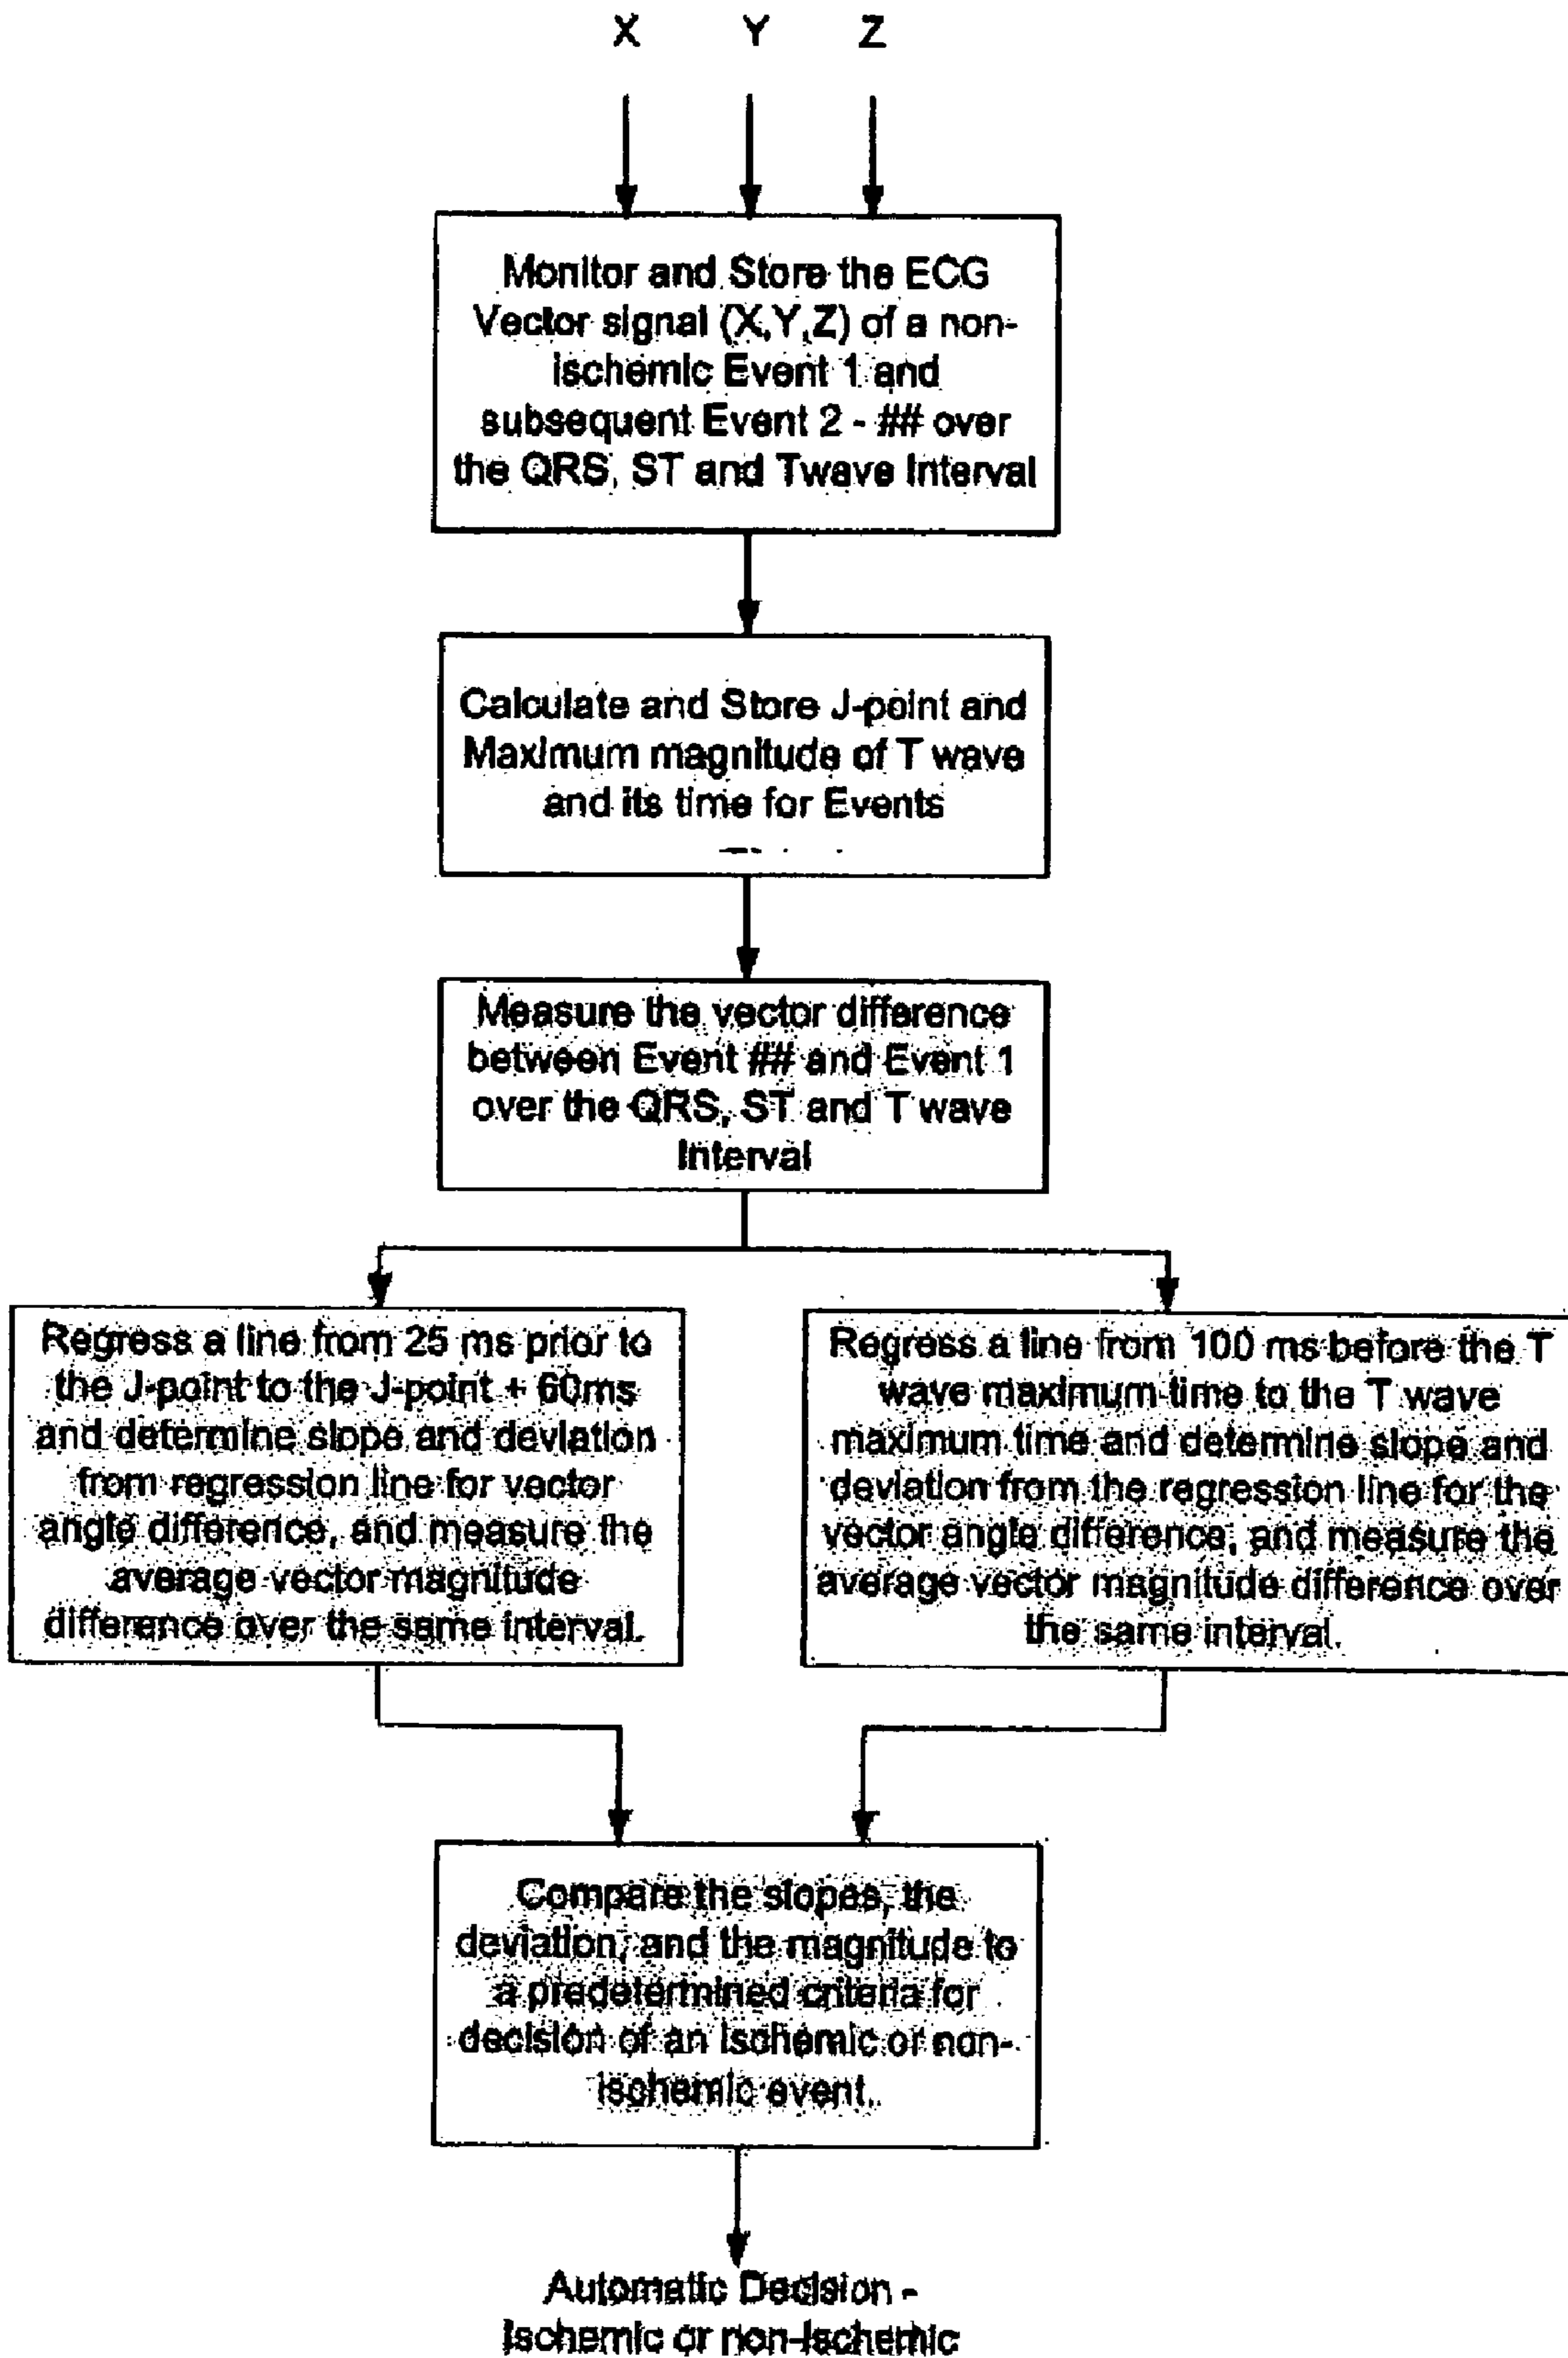 X Y Z
Monitor and Store the ECG
Vector signal (X,Y,Z) of a non-
ischemic Event 1 and
subsequent Event 2 - ## over
the QRS, ST and Twave Interval
Calculate and Store J-point and
Maximum magnitude of T wave
and its time for Events
Measure the vector difference
between Event ## and Event 1
over the QRS, ST and T wave
Interval
Regress a line from 25 ms prior to
the J-point to the J-point + 60ms
and determine slope and deviation
from regression line for vector
angle difference, and measure the
average vector magnitude
difference over the same interval.
Regress a line from 100 ms before the T
wave maximum time to the T wave
maximum time and determine slope and
deviation from the regression line for the
vector angle difference, and measure the
average vector magnitude difference over
the same interval.
Compare the slopes, the
deviation, and the magnitude to
a predetermined criteria for
decision of an ischemic or non-
ischemic event.
Automatic Decision -
Ischemic or non-Ischemic